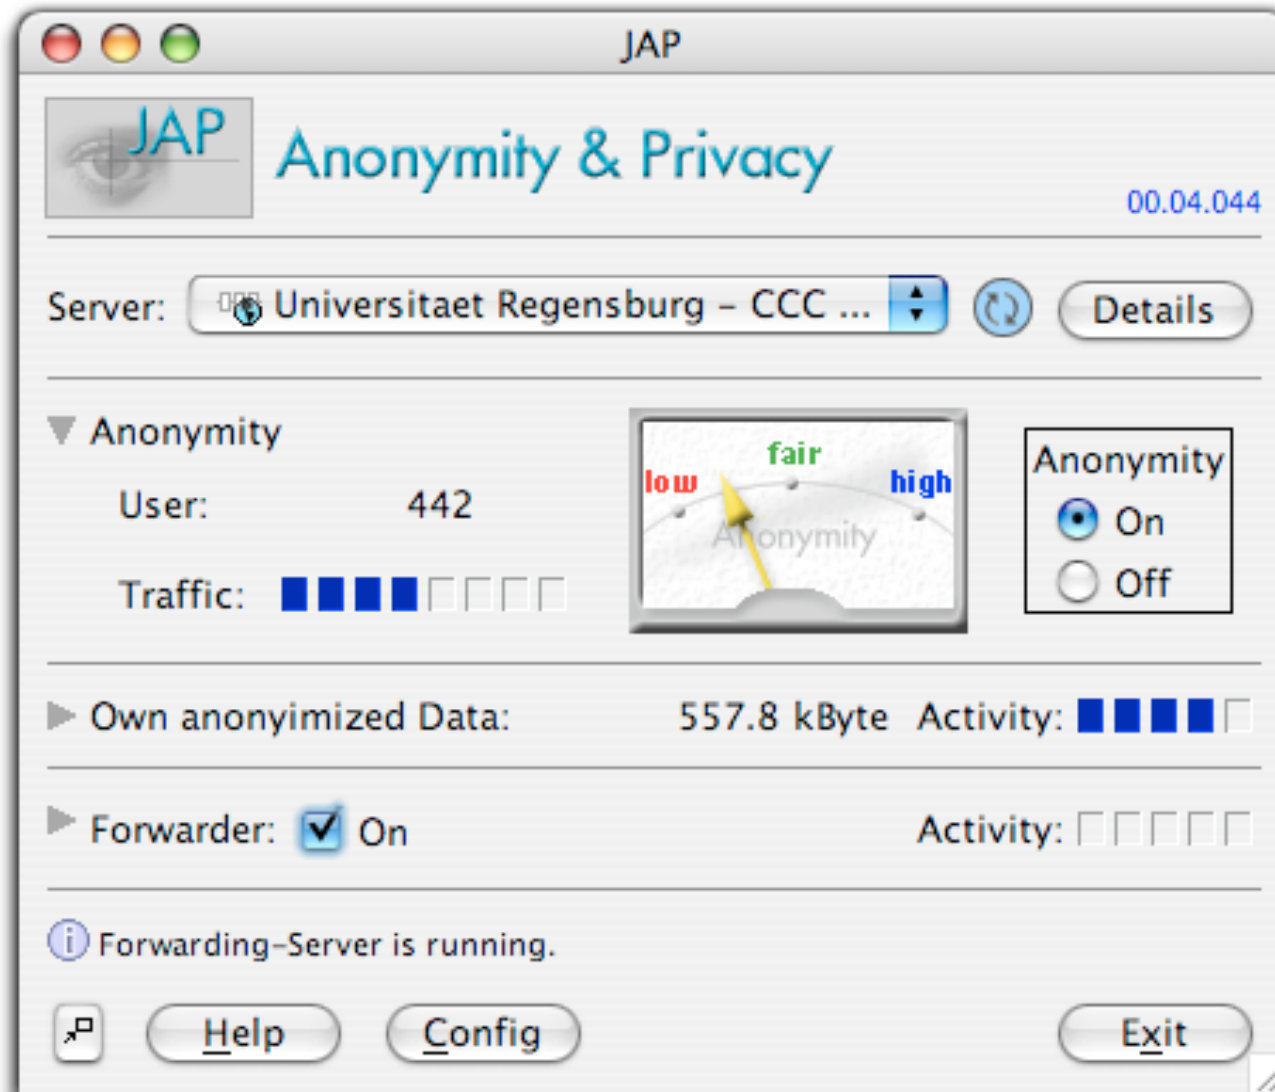 JAP
JAP
Anonymity & Privacy
00.04.044
Server: Universitaet Regensburg – CCC ... Details
Anonymity
User: 442
Traffic:
low fair high
Anonymity
Anonymity
On
Off
Own anonyimized Data: 557.8 kByte Activity:
Forwarder: On Activity:
Forwarding-Server is running.
Help Config Exit